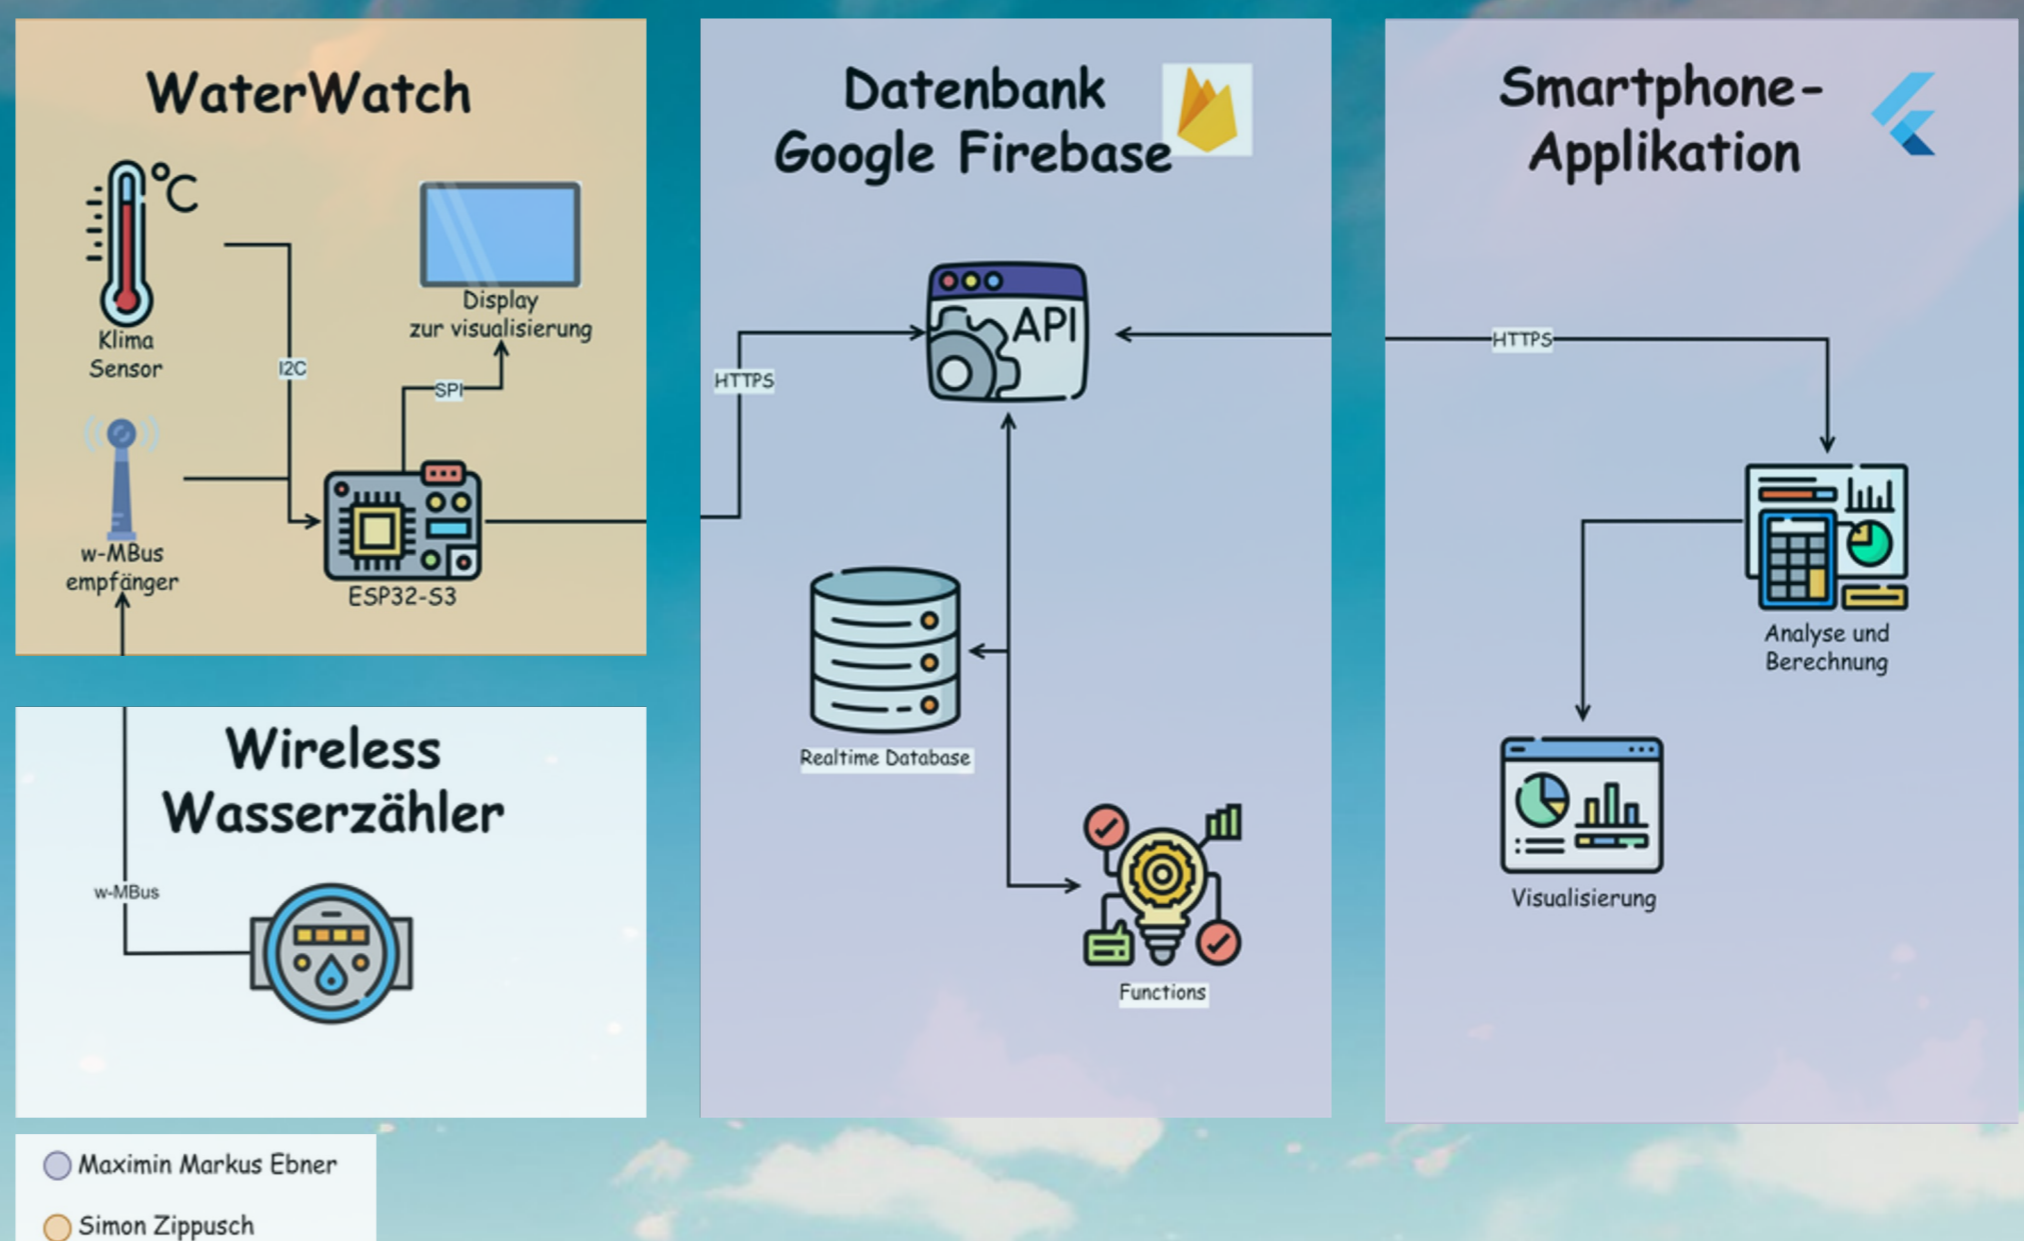 WaterWatch
°C
Klima
Sensor
I2C
Display
zur visualisierung
SPI
w-MBus
empfänger
ESP32-S3
Wireless
Wasserzähler
w-MBus
Datenbank
Google Firebase
API
HTTPS
Realtime Database
Functions
Smartphone-
Applikation
HTTPS
Analyse und
Berechnung
Visualisierung
Maximin Markus Ebner
Simon Zippusch